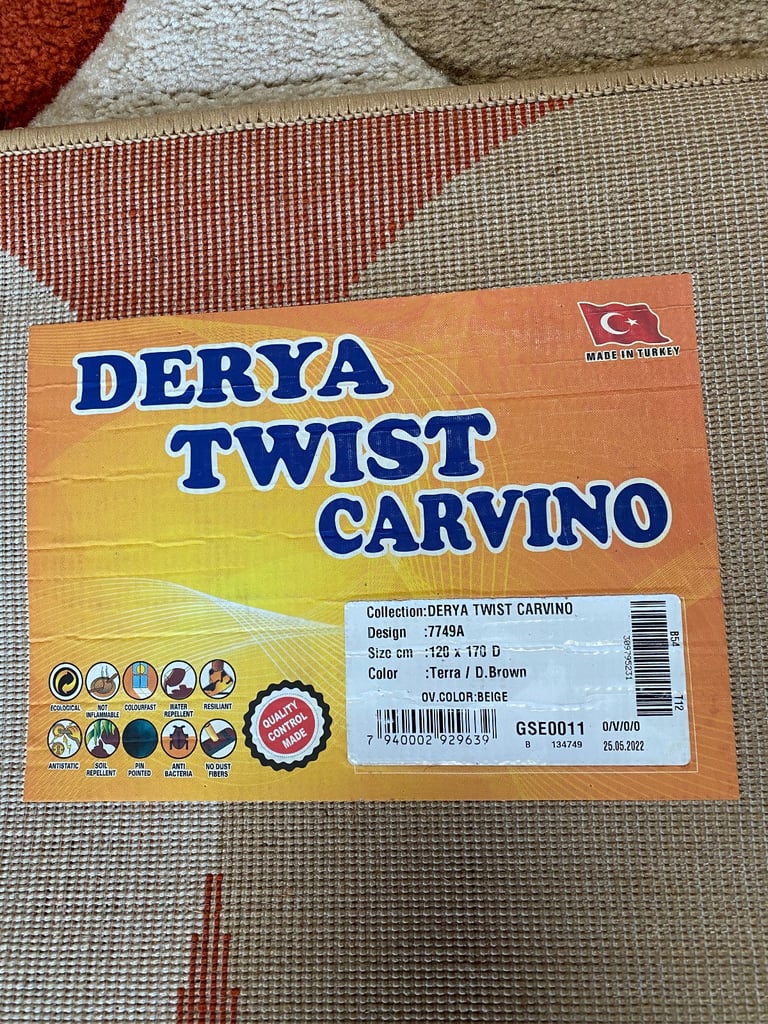 MADE IN TURKEY
DERYA
TWIST
CARVINO
Collection:DERYA TWIST CARVINO
Design :7749A
Size cm :120 x 170 D
Color :Terra / D.Brown
OV.COLOR:BEIGE
7 940002 929639
GSE0011 0/V/0/0
B 134749 25.05.2022
B54
T12
ECOLOGICAL
NOT INFLAMMABLE
COLOURFAST
WATER REPELLENT
RESILIANT
ANTISTATIC
SOIL REPELLENT
PIN POINTED
ANTI BACTERIA
NO DUST FIBERS
QUALITY
CONTROL
MADE